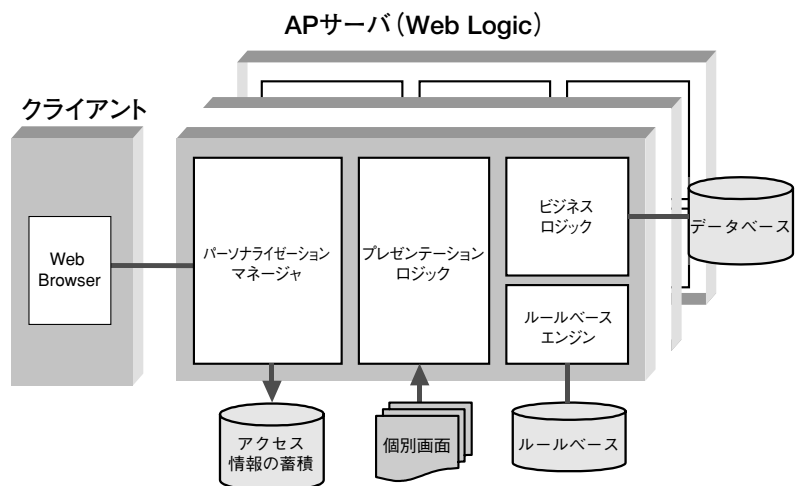 APサーバ（Web Logic）
クライアント
Web
Browser
パーソナライゼーション
マネージャ
プレゼンテーション
ロジック
ビジネス
ロジック
ルールベース
エンジン
データベース
アクセス
情報の蓄積
個別画面
ルールベース